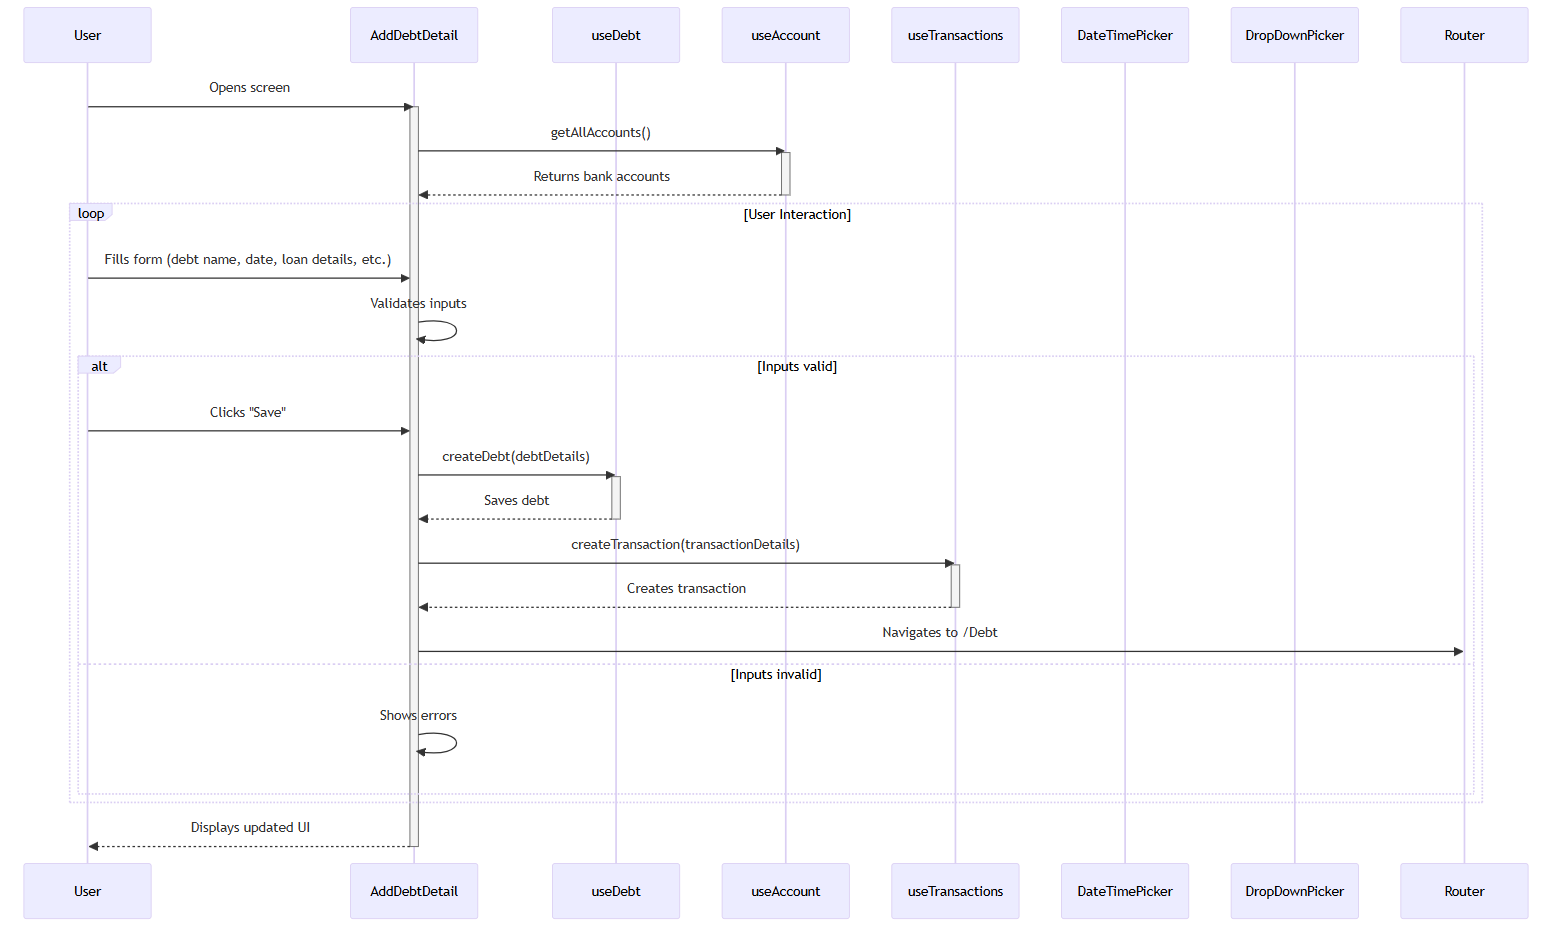 User
AddDebtDetail
useDebt
useAccount
useTransactions
DateTimePicker
DropDownPicker
Router
Opens screen
getAllAccounts()
Returns bank accounts
loop
[User Interaction]
Fills form (debt name, date, loan details, etc.)
Validates inputs
alt
[Inputs valid]
Clicks "Save"
createDebt(debtDetails)
Saves debt
createTransaction(transactionDetails)
Creates transaction
Navigates to /Debt
[Inputs invalid]
Shows errors
Displays updated UI
User
AddDebtDetail
useDebt
useAccount
useTransactions
DateTimePicker
DropDownPicker
Router